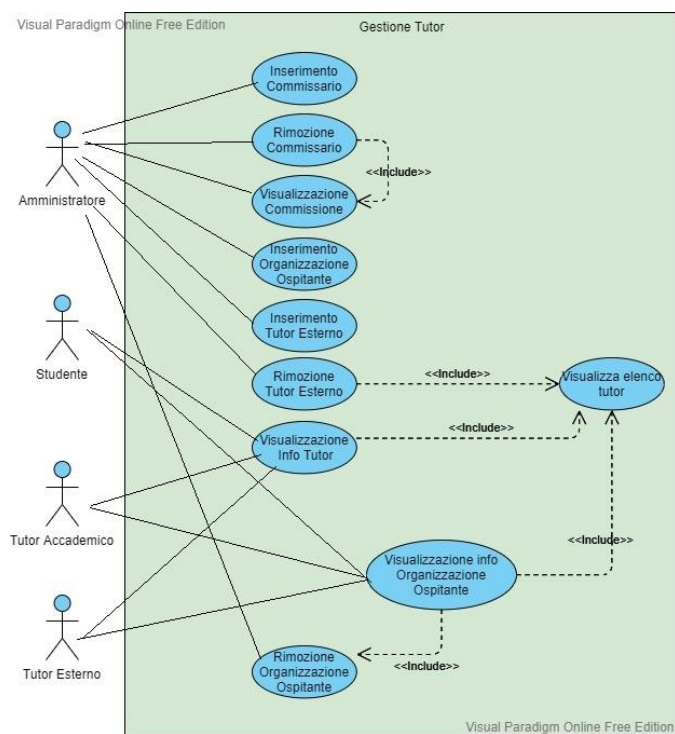 Visual Paradigm Online Free Edition
Gestione Tutor
Inserimento
Commissario
Rimozione
Commissario
<<Include>>
Visualizzazione
Commissione
Amministratore
Inserimento
Organizzazione
Ospitante
Inserimento
Tutor Esterno
Studente
Rimozione
Tutor Esterno
<<Include>>
Visualizza elenco
tutor
Visualizzazione
Info Tutor
<<Include>>
Tutor Accademico
<<Include>>
Visualizzazione info
Organizzazione
Ospitante
Tutor Esterno
Rimozione
Organizzazione
Ospitante
<<Include>>
Visual Paradigm Online Free Edition